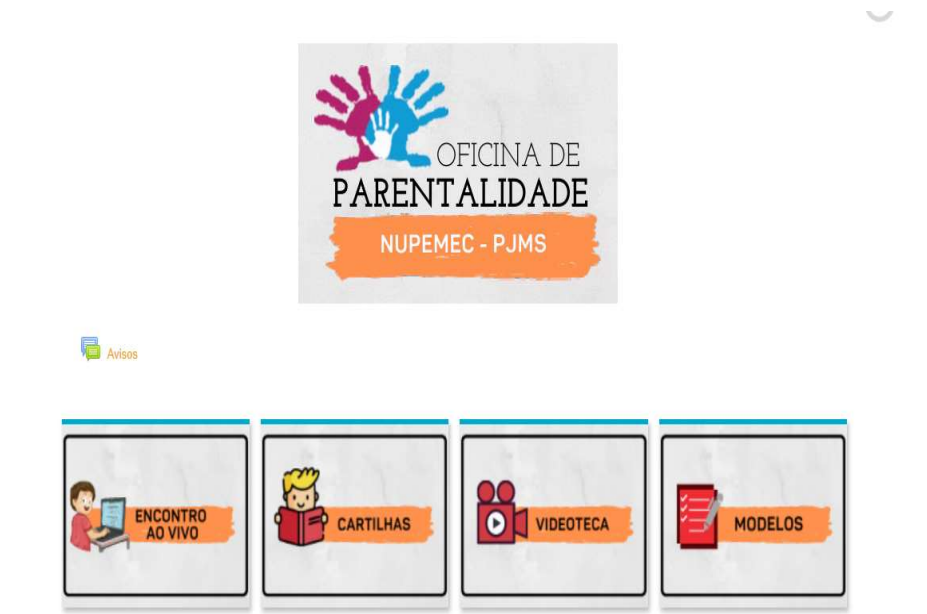 OFICINA DE
PARENTALIDADE
NUPEMEC - PJMS
Avisos
ENCONTRO
AO VIVO
CARTILHAS
VIDEOTECA
MODELOS